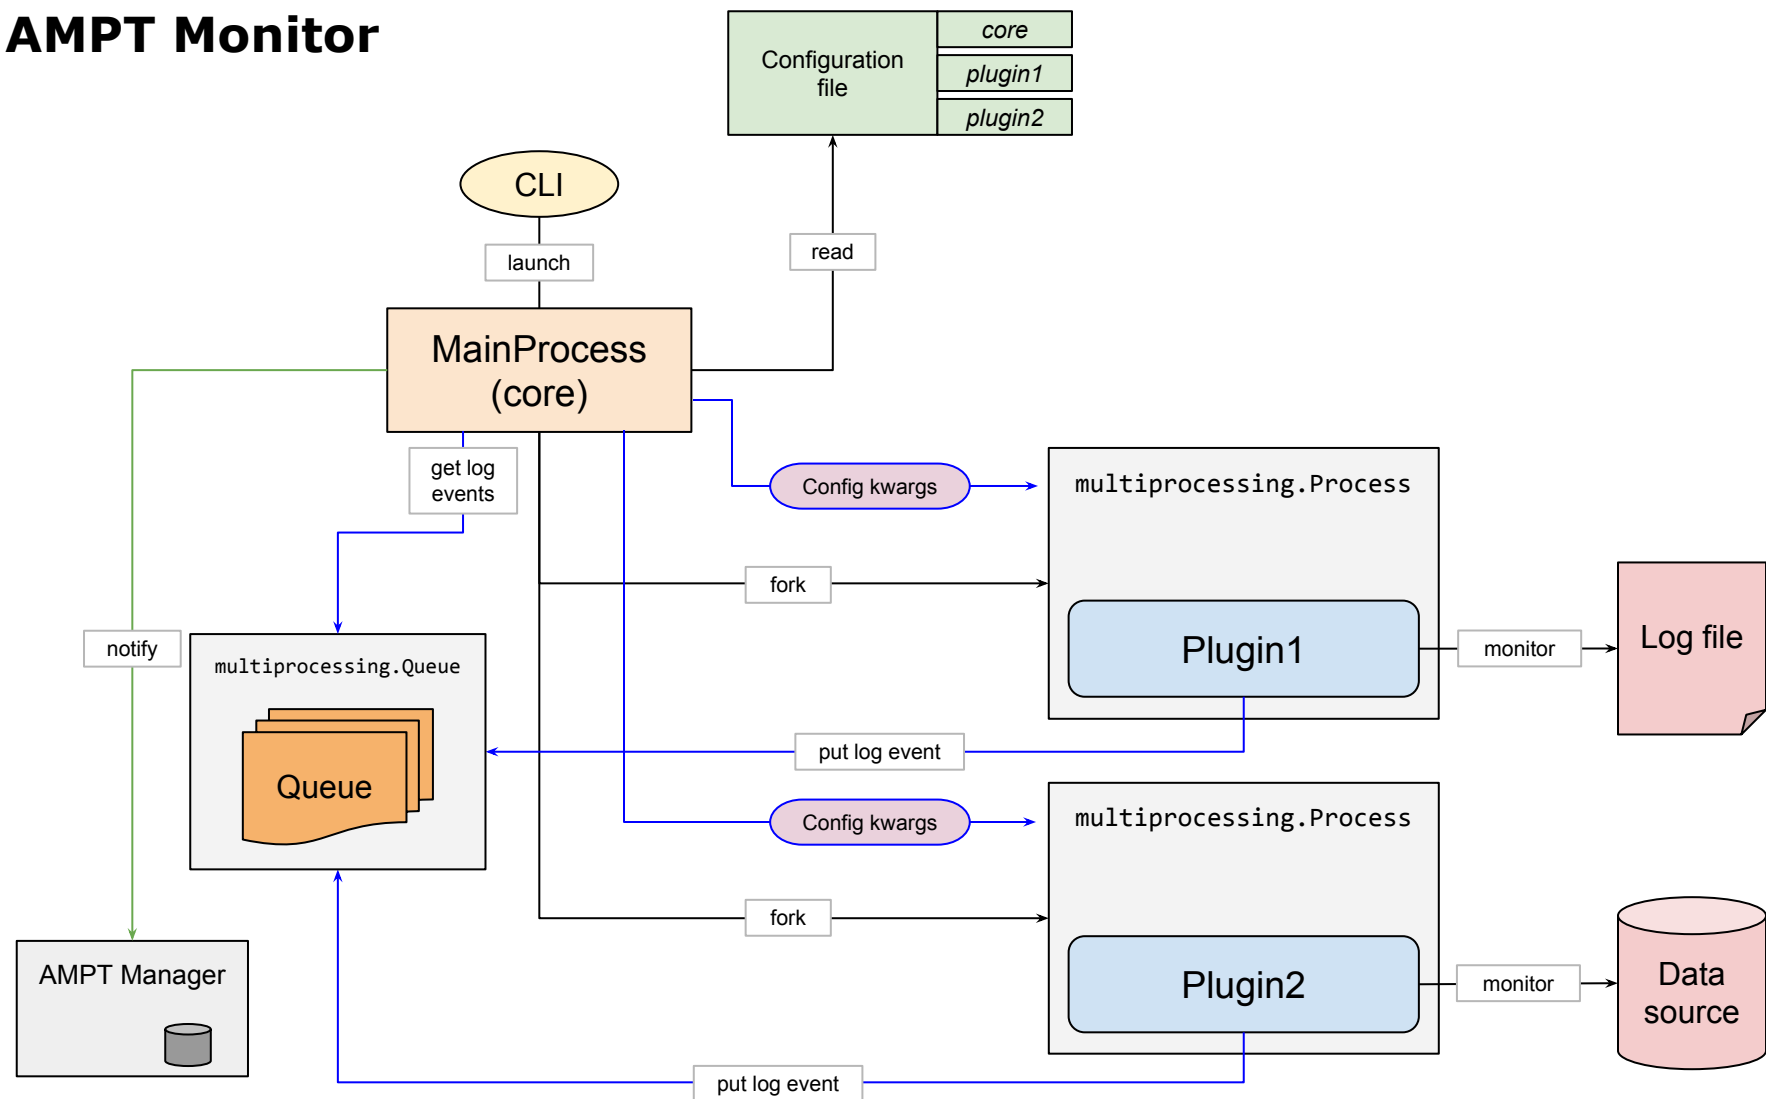 AMPT Monitor
Configuration
file
core
plugin1
plugin2
CLI
launch
read
MainProcess
(core)
get log
events
Config kwargs
multiprocessing.Process
fork
Plugin1
monitor
Log file
notify
multiprocessing.Queue
Queue
put log event
Config kwargs
multiprocessing.Process
fork
Plugin2
monitor
Data
source
AMPT Manager
put log event